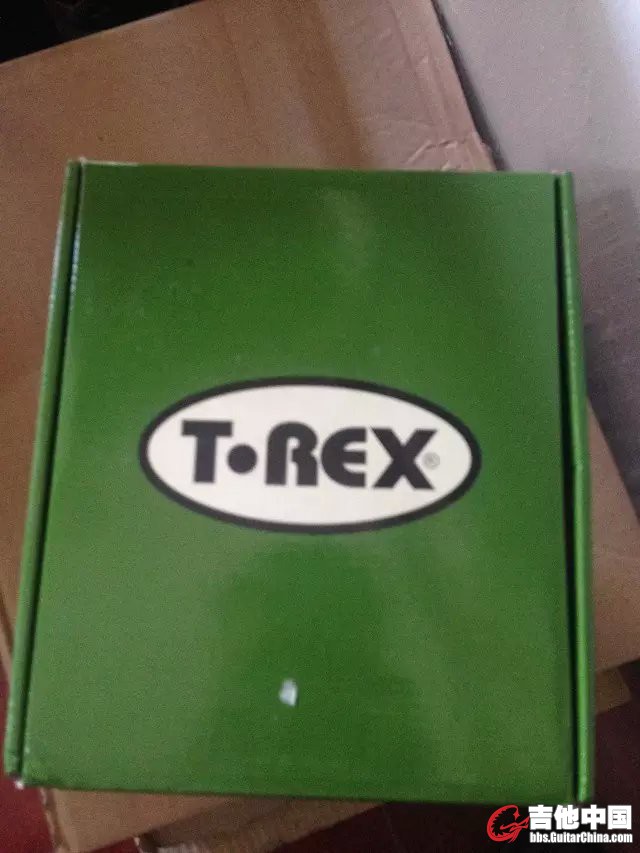 T•REX®
吉他中国
bbs.GuitarChina.com